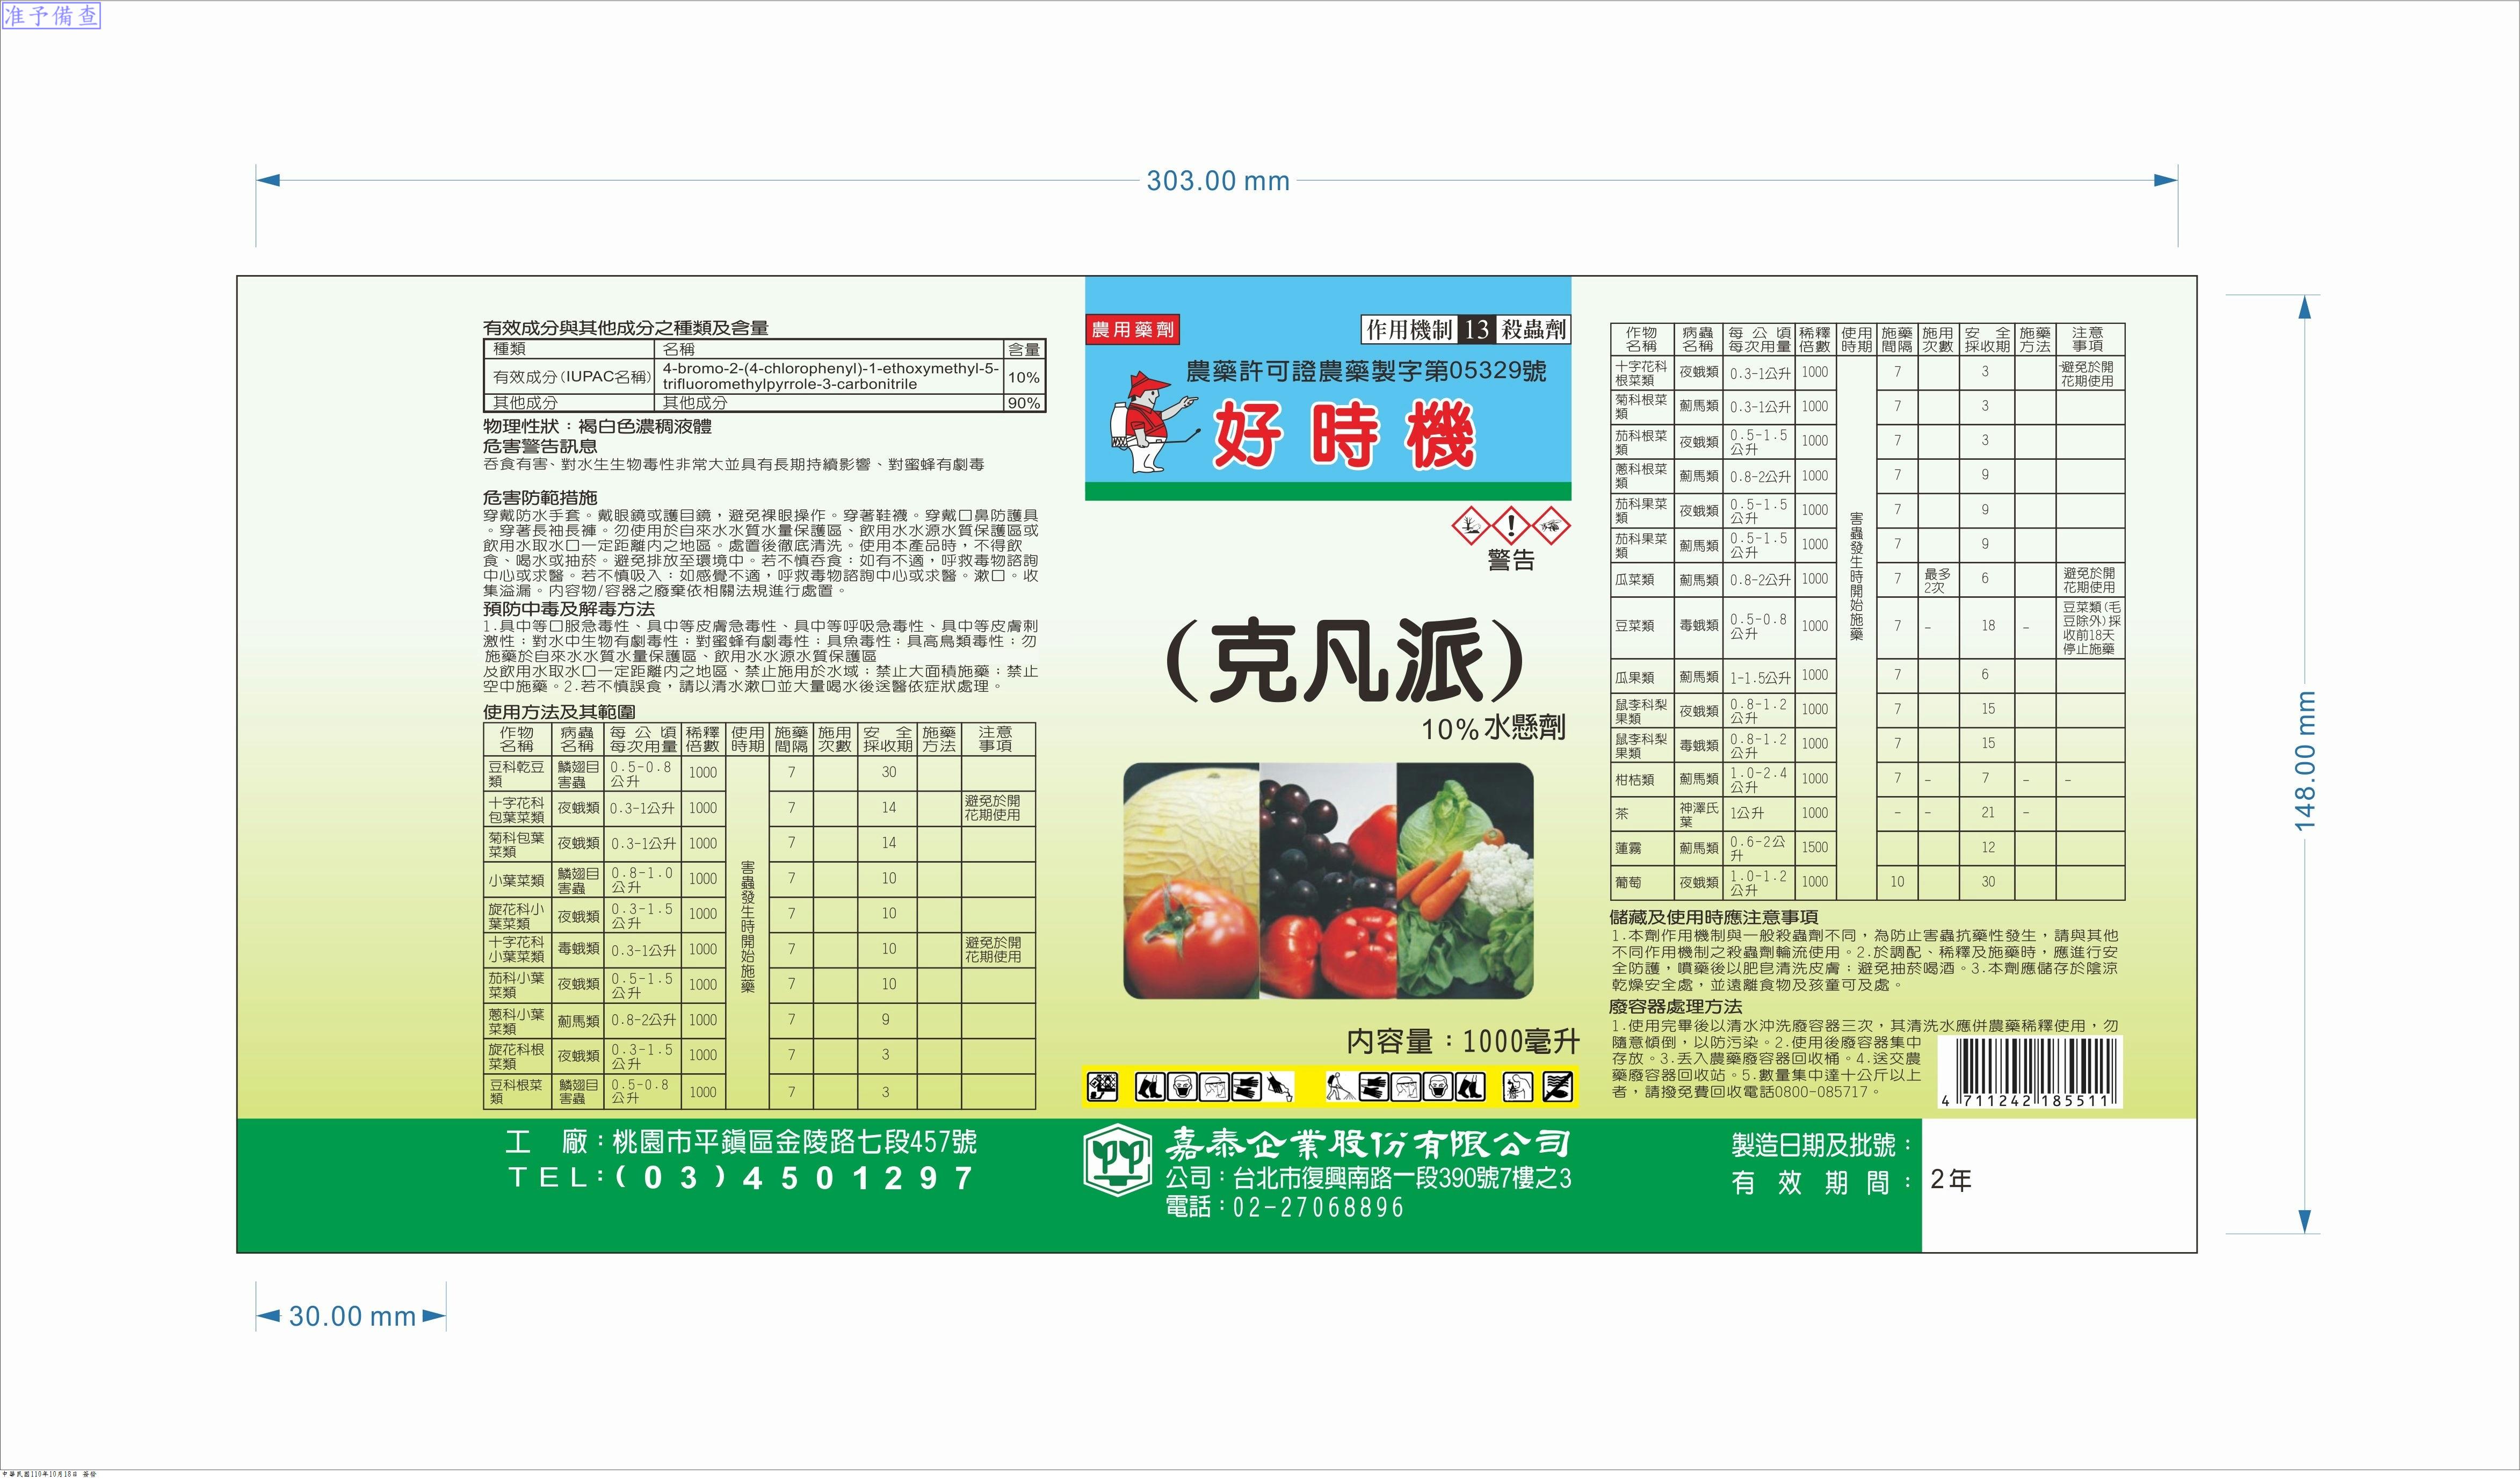 准予備查
303.00 mm
有效成分與其他成分之種類及含量
種類 名稱 含量
有效成分(IUPAC名稱) 4-bromo-2-(4-chlorophenyl)-1-ethoxymethyl-5-trifluoromethylpyrrole-3-carbonitrile 10%
其他成分 其他成分 90%
物理性狀：褐白色濃稠液體
危害警告訊息
吞食有害、對水生生物毒性非常大並具有長期持續影響、對蜜蜂有劇毒
危害防範措施
穿戴防水手套。戴眼鏡或護目鏡，避免裸眼操作。穿著鞋襪。穿戴口鼻防護具
。穿著長袖長褲。勿使用於自來水水質水量保護區、飲用水水源水質保護區或
飲用水取水口一定距離內之地區。處置後徹底清洗。使用本產品時，不得飲
食、喝水或抽菸。避免排放至環境中。若不慎吞食：如有不適，呼救毒物諮詢
中心或求醫。若不慎吸入：如感覺不適，呼救毒物諮詢中心或求醫。漱口。收
集溢漏。內容物/容器之廢棄依相關法規進行處置。
預防中毒及解毒方法
1.具中等口服急毒性、具中等皮膚急毒性、具中等呼吸急毒性、具中等皮膚刺
激性；對水中生物有劇毒性；對蜜蜂有劇毒性；具魚毒性；具高鳥類毒性；勿
施藥於自來水水質水量保護區、飲用水水源水質保護區
及飲用水取水口一定距離內之地區、禁止施用於水域；禁止大面積施藥；禁止
空中施藥。2.若不慎誤食，請以清水漱口並大量喝水後送醫依症狀處理。
使用方法及其範圍
作物名稱 病蟲名稱 每公頃每次用量 稀釋倍數 使用時期 施藥間隔 施用次數 安全採收期 施藥方法 注意事項
豆科乾豆類 鱗翅目害蟲 0.5-0.8公升 1000 7 30
十字花科包葉菜類 夜蛾類 0.3-1公升 1000 7 14 避免於開花期使用
菊科包葉菜類 夜蛾類 0.3-1公升 1000 7 14
小葉菜類 鱗翅目害蟲 0.8-1.0公升 1000 7 10
旋花科小葉菜類 夜蛾類 0.3-1.5公升 1000 7 10
十字花科小葉菜類 毒蛾類 0.3-1公升 1000 7 10 避免於開花期使用
茄科小葉菜類 夜蛾類 0.5-1.5公升 1000 7 10
蔥科小葉菜類 薊馬類 0.8-2公升 1000 7 9
旋花科根菜類 夜蛾類 0.3-1.5公升 1000 7 3
豆科根菜類 鱗翅目害蟲 0.5-0.8公升 1000 7 3
害蟲發生時開始施藥
工 廠：桃園市平鎮區金陵路七段457號
TEL:(03)4501297
農用藥劑
作用機制 13 殺蟲劑
農藥許可證農藥製字第05329號
好時機
警告
(克凡派)
10%水懸劑
內容量：1000毫升
嘉泰企業股份有限公司
公司：台北市復興南路一段390號7樓之3
電話：02-27068896
作物名稱 病蟲名稱 每公頃每次用量 稀釋倍數 使用時期 施藥間隔 施用次數 安全採收期 施藥方法 注意事項
十字花科根菜類 夜蛾類 0.3-1公升 1000 7 3 避免於開花期使用
菊科根菜類 薊馬類 0.3-1公升 1000 7 3
茄科根菜類 夜蛾類 0.5-1.5公升 1000 7 3
蔥科根菜類 薊馬類 0.8-2公升 1000 7 9
茄科果菜類 夜蛾類 0.5-1.5公升 1000 7 9
茄科果菜類 薊馬類 0.5-1.5公升 1000 7 9
瓜菜類 薊馬類 0.8-2公升 1000 7 最多2次 6 避免於開花期使用
豆菜類 毒蛾類 0.5-0.8公升 1000 7 - 18 - 豆菜類(毛豆除外)採收前18天停止施藥
瓜果類 薊馬類 1-1.5公升 1000 7 6
鼠李科梨果類 夜蛾類 0.8-1.2公升 1000 7 15
鼠李科梨果類 毒蛾類 0.8-1.2公升 1000 7 15
柑桔類 薊馬類 1.0-2.4公升 1000 7 - 7 - -
茶 神澤氏葉 1公升 1000 - - 21 -
蓮霧 薊馬類 0.6-2公升 1500 12
葡萄 夜蛾類 1.0-1.2公升 1000 10 30
害蟲發生時開始施藥
儲藏及使用時應注意事項
1.本劑作用機制與一般殺蟲劑不同，為防止害蟲抗藥性發生，請與其他
不同作用機制之殺蟲劑輪流使用。2.於調配、稀釋及施藥時，應進行安
全防護，噴藥後以肥皂清洗皮膚；避免抽菸喝酒。3.本劑應儲存於陰涼
乾燥安全處，並遠離食物及孩童可及處。
廢容器處理方法
1.使用完畢後以清水沖洗廢容器三次，其清洗水應併農藥稀釋使用，勿
隨意傾倒，以防污染。2.使用後廢容器集中
存放。3.丟入農藥廢容器回收桶。4.送交農
藥廢容器回收站。5.數量集中達十公斤以上
者，請撥免費回收電話0800-085717。
4 711242 185511
製造日期及批號：
有效期間：2年
148.00 mm
30.00 mm
中華民國110年10月18日 簽發